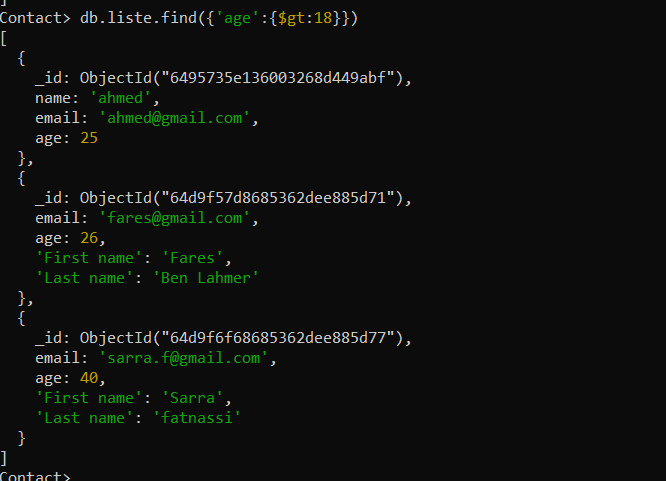 ]
Contact> db.liste.find({'age':{$gt:18}})
[
  {
    _id: ObjectId("6495735e136003268d449abf"),
    name: 'ahmed',
    email: 'ahmed@gmail.com',
    age: 25
  },
  {
    _id: ObjectId("64d9f57d8685362dee885d71"),
    email: 'fares@gmail.com',
    age: 26,
    'First name': 'Fares',
    'Last name': 'Ben Lahmer'
  },
  {
    _id: ObjectId("64d9f6f68685362dee885d77"),
    email: 'sarra.f@gmail.com',
    age: 40,
    'First name': 'Sarra',
    'Last name': 'fatnassi'
  }
]
Contact>